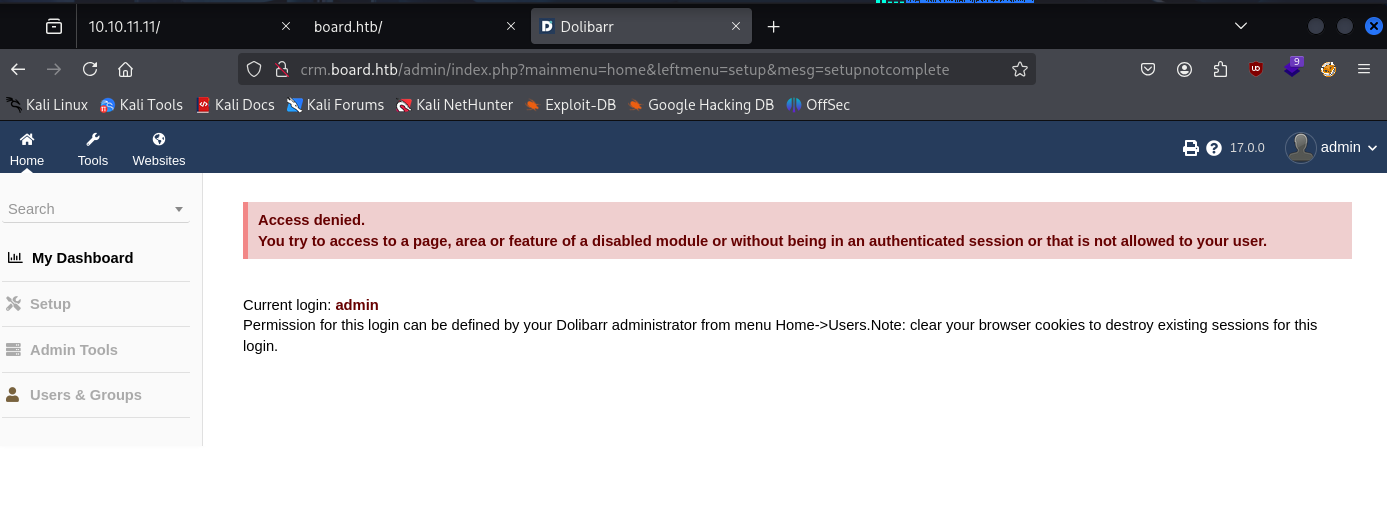 10.10.11.11/
board.htb/
Dolibarr
crm.board.htb/admin/index.php?mainmenu=home&leftmenu=setup&mesg=setupnotcomplete
9
Kali Linux
Kali Tools
Kali Docs
Kali Forums
Kali NetHunter
Exploit-DB
Google Hacking DB
OffSec
Home
Tools
Websites
17.0.0
admin
Search
My Dashboard
Setup
Admin Tools
Users & Groups
Access denied.
You try to access to a page, area or feature of a disabled module or without being in an authenticated session or that is not allowed to your user.
Current login: admin
Permission for this login can be defined by your Dolibarr administrator from menu Home->Users.Note: clear your browser cookies to destroy existing sessions for this
login.